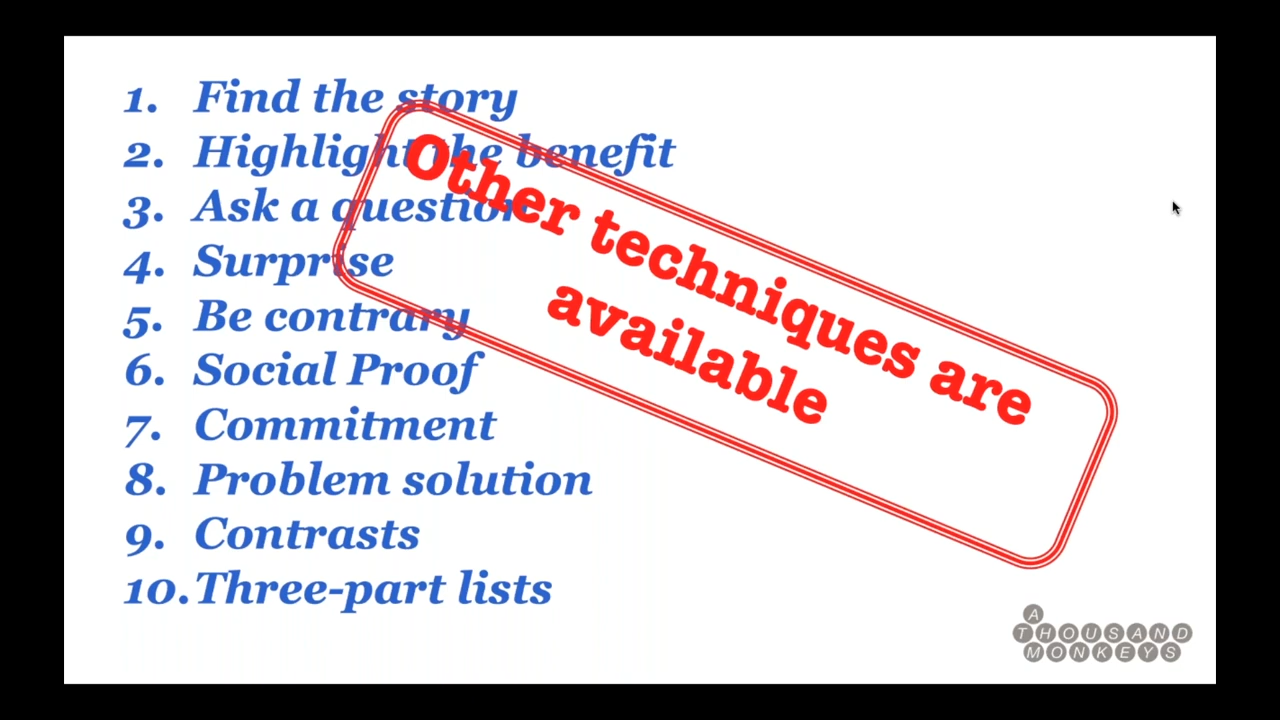 1. Find the story
2. Highlight the benefit
3. Ask a question
4. Surprise
5. Be contrary
6. Social Proof
7. Commitment
8. Problem solution
9. Contrasts
10. Three-part lists
Other techniques are
available
A
THOUSAND
MONKEYS